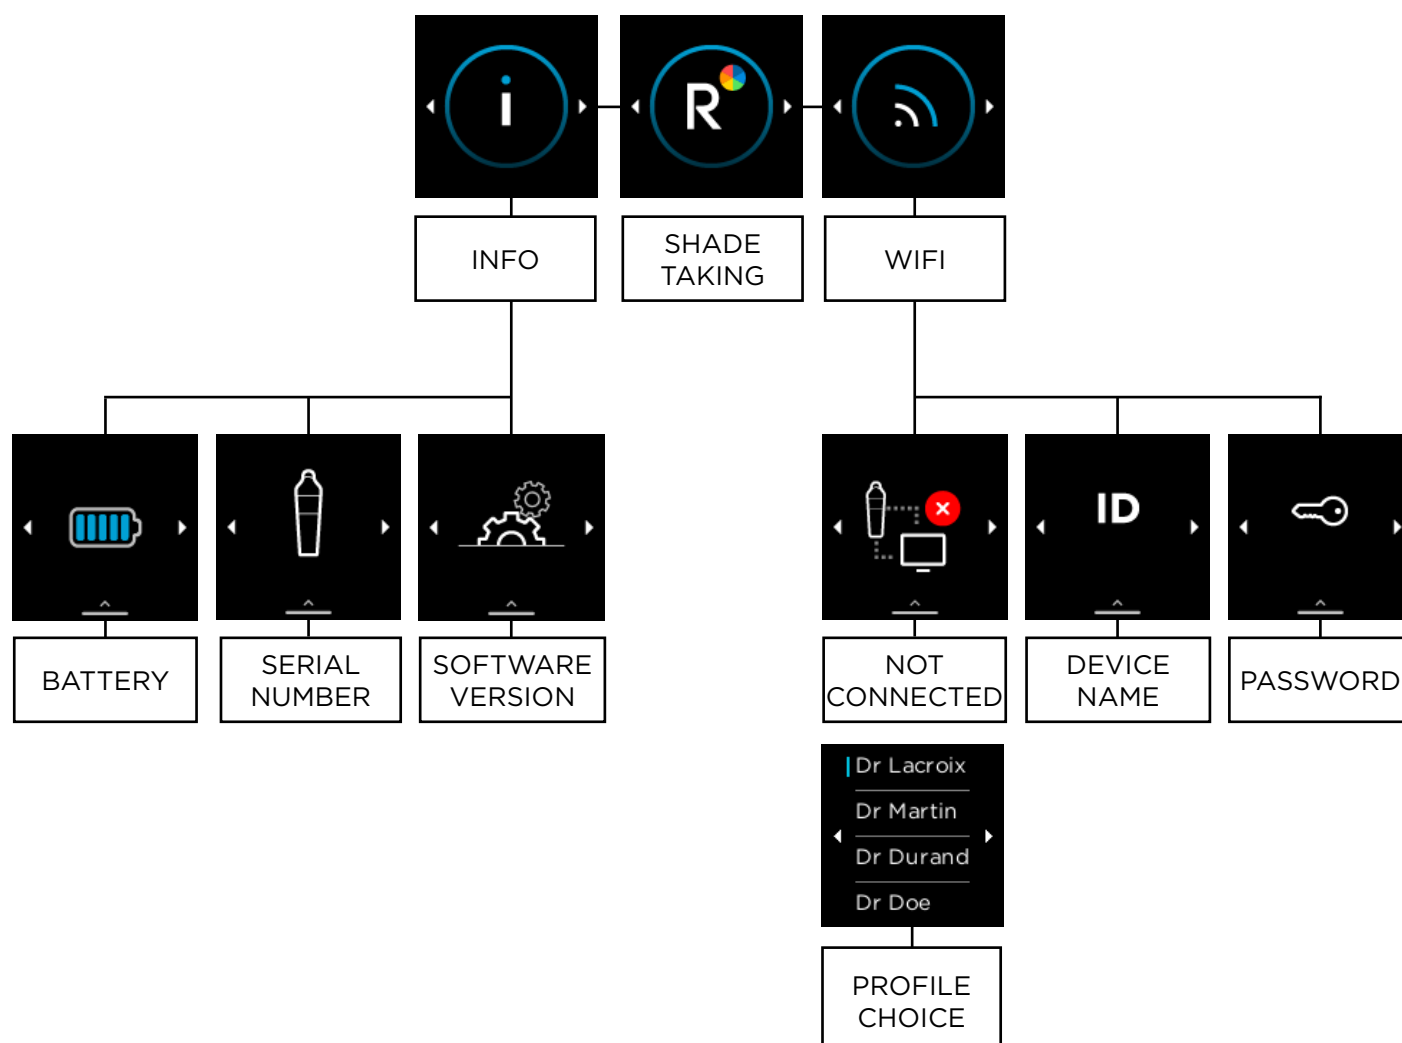 i
R
INFO
SHADE
TAKING
WIFI
ID
BATTERY
SERIAL
NUMBER
SOFTWARE
VERSION
NOT
CONNECTED
DEVICE
NAME
PASSWORD
Dr Lacroix
Dr Martin
Dr Durand
Dr Doe
PROFILE
CHOICE